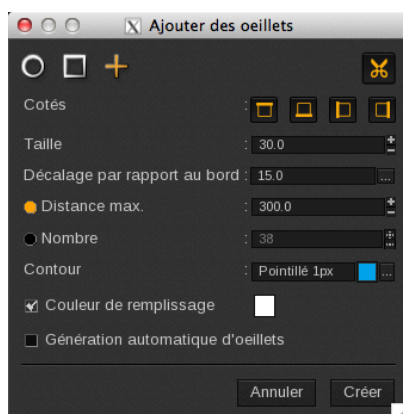 Ajouter des oeillets
Cotés :
Taille : 30.0
Décalage par rapport au bord : 15.0 ...
Distance max. : 300.0
Nombre : 38
Contour : Pointillé 1px ...
Couleur de remplissage
Génération automatique d'oeillets
Annuler Créer